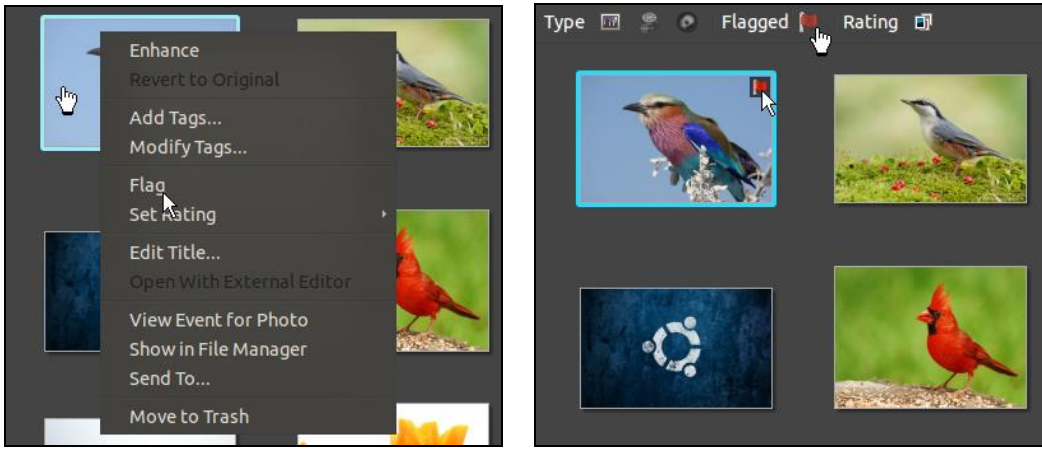 Enhance
Revert to Original
Add Tags...
Modify Tags...
Flag
Set Rating
Edit Title...
Open With External Editor
View Event for Photo
Show in File Manager
Send To...
Move to Trash
Type Flagged Rating